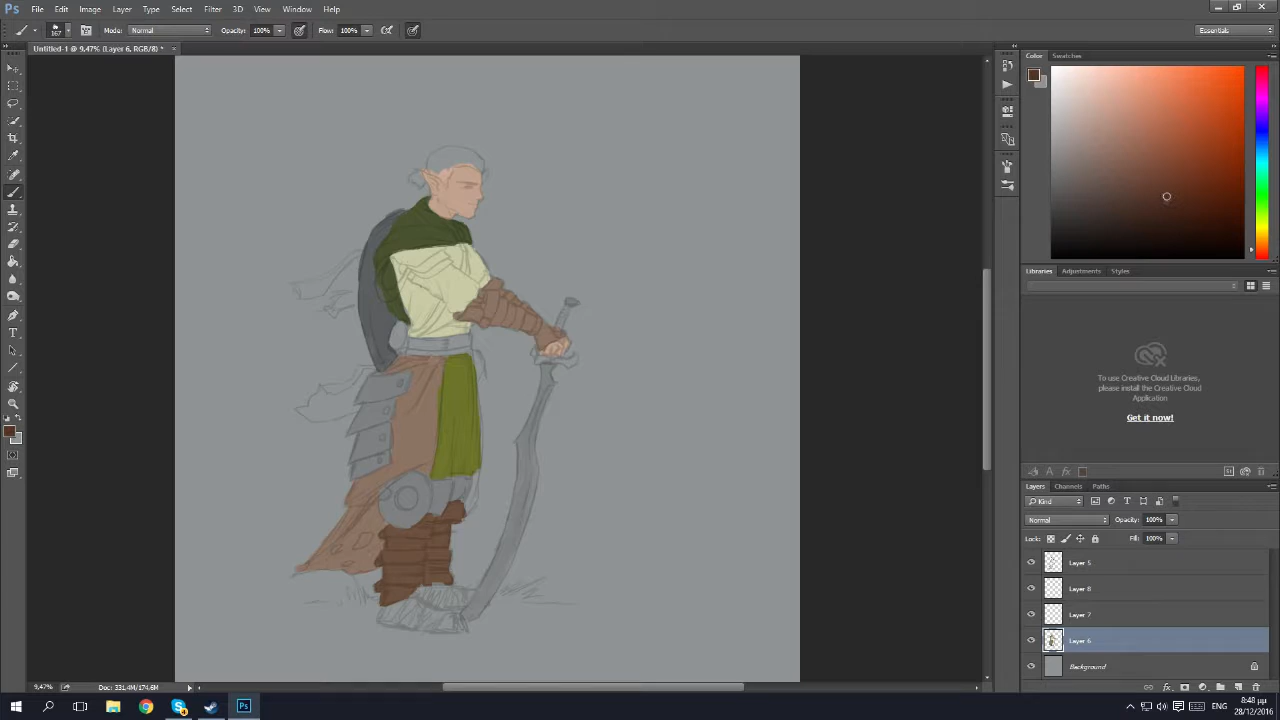 Ps File Edit Image Layer Type Select Filter 3D View Window Help
167 Mode: Normal Opacity: 100% Flow: 100% Essentials
Untitled-1 @ 9,47% (Layer 6, RGB/8) *
Color Swatches
Libraries Adjustments Styles
To use Creative Cloud Libraries,
please install the Creative Cloud
Application
Get it now!
Layers Channels Paths
Kind
Normal Opacity: 100%
Lock: Fill: 100%
Layer 5
Layer 8
Layer 7
Layer 6
Background
9,47% Doc: 331.4M/174.6M
ENG 8:48 μμ
28/12/2016